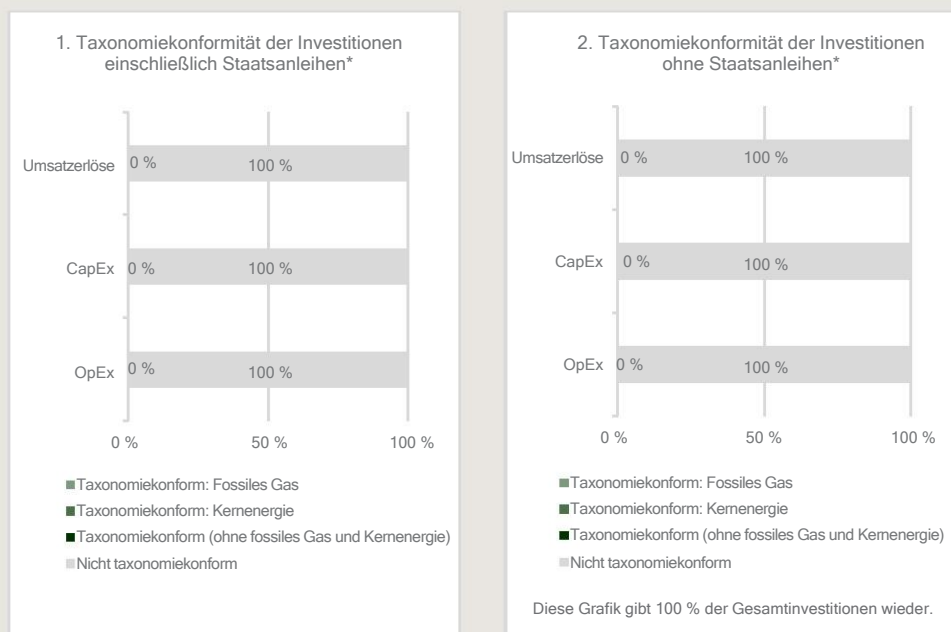 1. Taxonomiekonformität der Investitionen
einschließlich Staatsanleihen*
Umsatzerlöse
0 %
100 %
CapEx
0 %
100 %
OpEx
0 %
100 %
0 %
50 %
100 %
Taxonomiekonform: Fossiles Gas
Taxonomiekonform: Kernenergie
Taxonomiekonform (ohne fossiles Gas und Kernenergie)
Nicht taxonomiekonform
2. Taxonomiekonformität der Investitionen
ohne Staatsanleihen*
Umsatzerlöse
0 %
100 %
CapEx
0 %
100 %
OpEx
0 %
100 %
0 %
50 %
100 %
Taxonomiekonform: Fossiles Gas
Taxonomiekonform: Kernenergie
Taxonomiekonform (ohne fossiles Gas und Kernenergie)
Nicht taxonomiekonform
Diese Grafik gibt 100 % der Gesamtinvestitionen wieder.